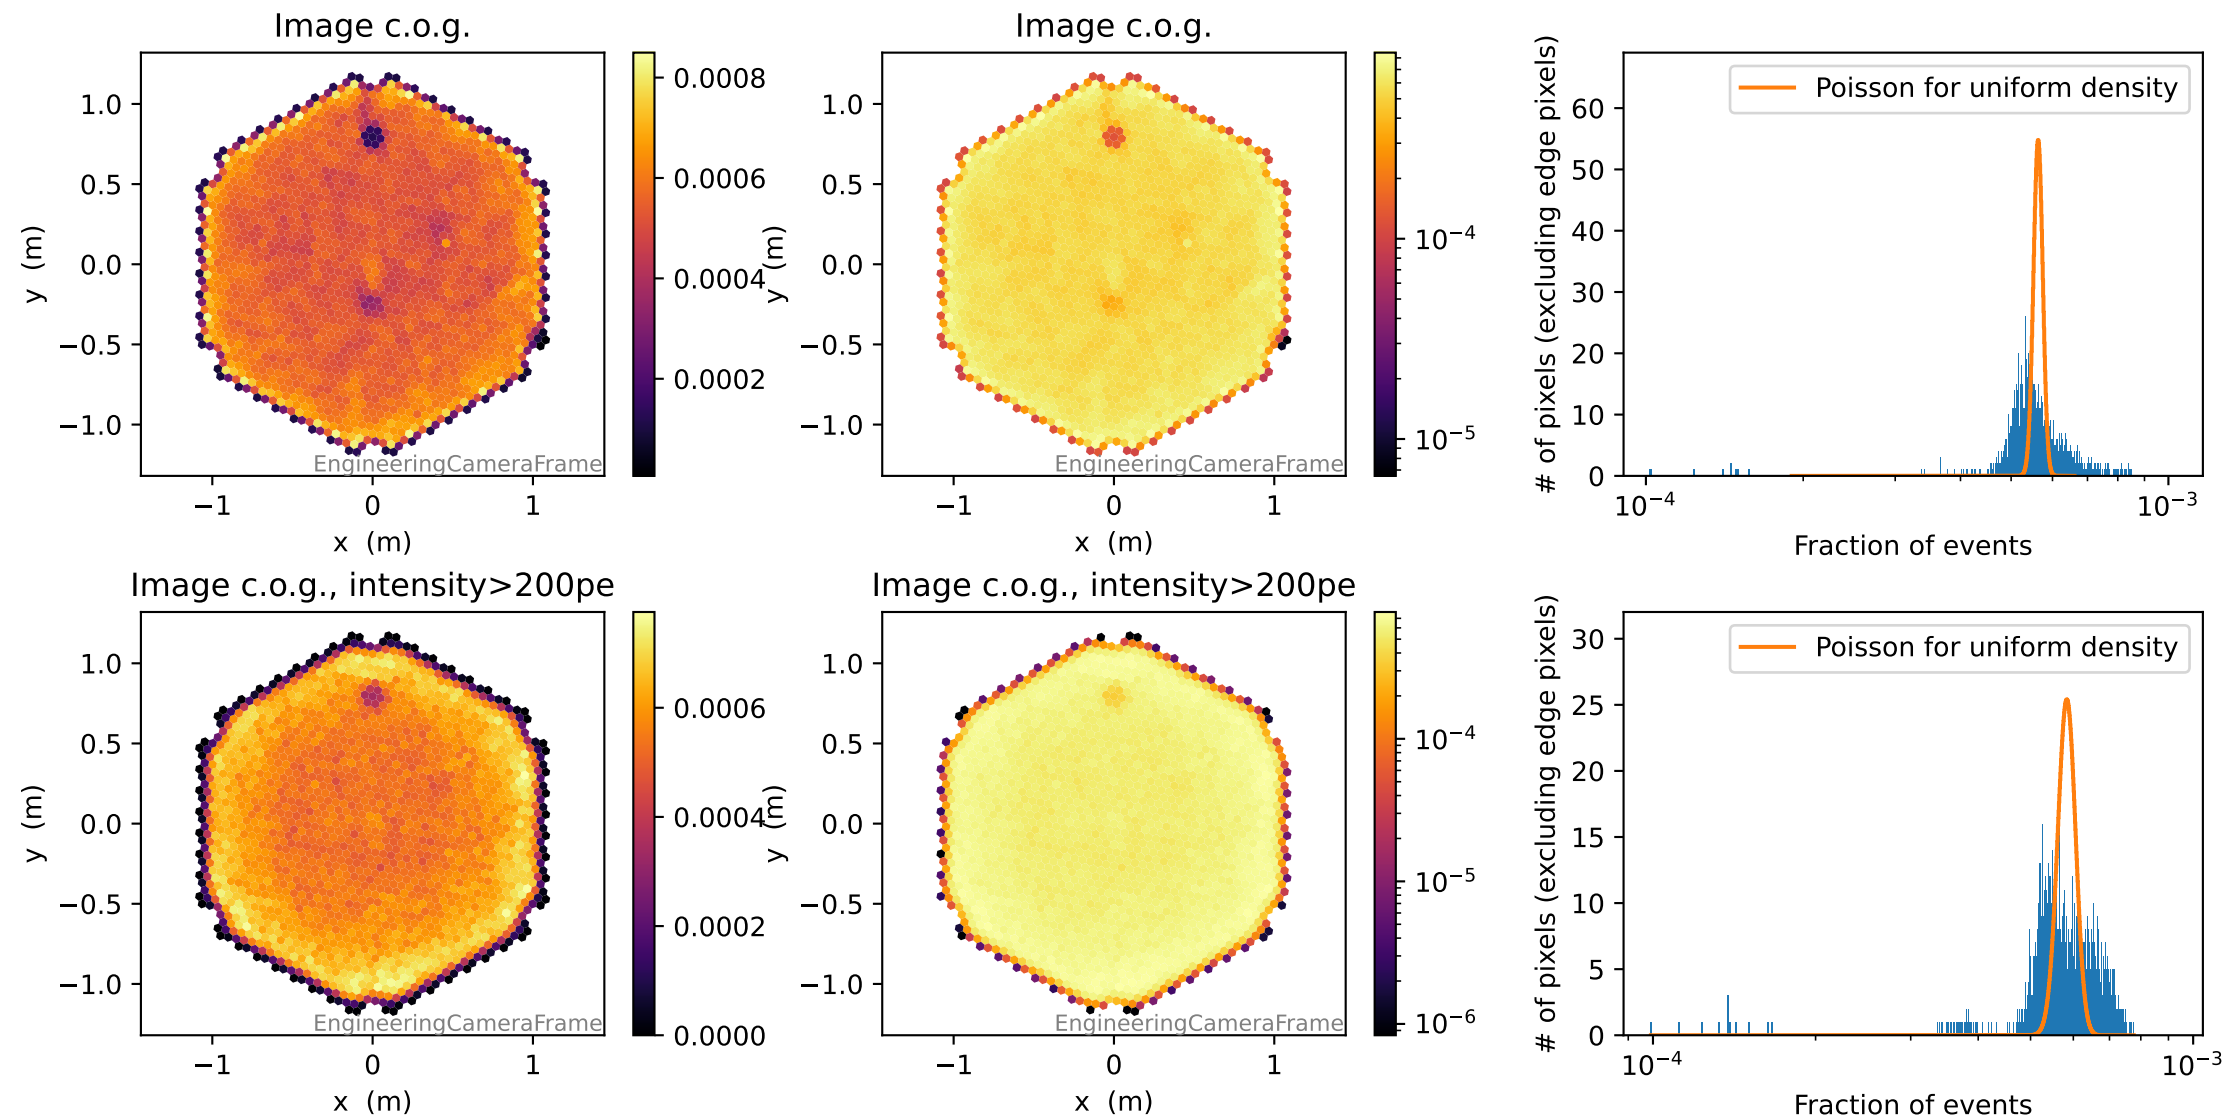 Image c.o.g.
1.0
0.5
0.0
−0.5
−1.0
y (m)
−1 0 1
x (m)
EngineeringCameraFrame
0.0008
0.0006
0.0004
0.0002
Image c.o.g.
1.0
0.5
0.0
−0.5
−1.0
y (m)
−1 0 1
x (m)
EngineeringCameraFrame
10⁻⁴
10⁻⁵
# of pixels (excluding edge pixels)
60
50
40
30
20
10
0
Poisson for uniform density
10⁻⁴ 10⁻³
Fraction of events
Image c.o.g., intensity>200pe
1.0
0.5
0.0
−0.5
−1.0
y (m)
−1 0 1
x (m)
EngineeringCameraFrame
0.0006
0.0004
0.0002
0.0000
Image c.o.g., intensity>200pe
1.0
0.5
0.0
−0.5
−1.0
y (m)
−1 0 1
x (m)
EngineeringCameraFrame
10⁻⁴
10⁻⁵
10⁻⁶
# of pixels (excluding edge pixels)
30
25
20
15
10
5
0
Poisson for uniform density
10⁻⁴ 10⁻³
Fraction of events